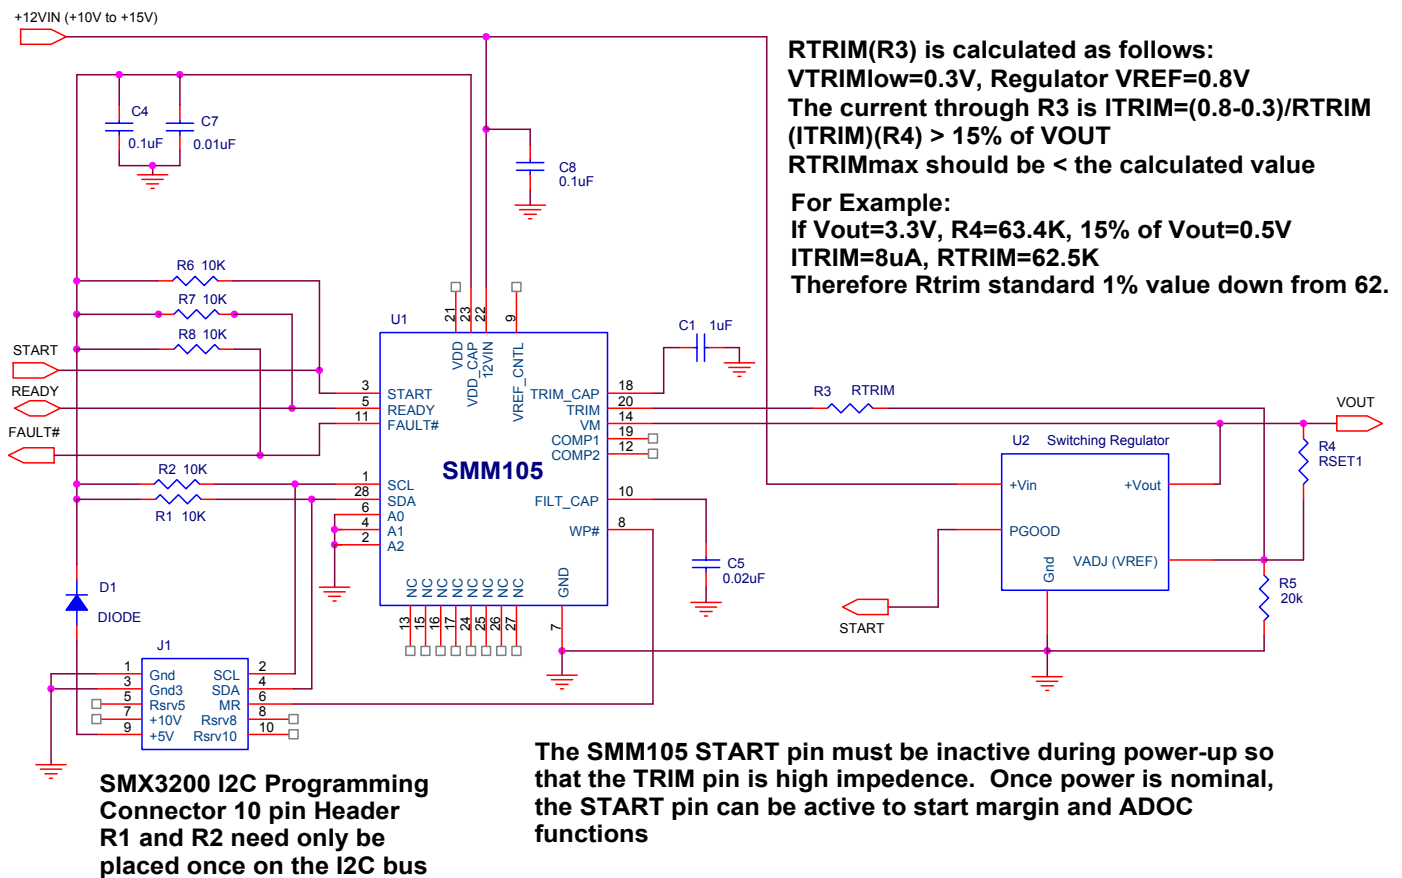 +12VIN (+10V to +15V)
RTRIM(R3) is calculated as follows:
VTRIMlow=0.3V, Regulator VREF=0.8V
The current through R3 is ITRIM=(0.8-0.3)/RTRIM
(ITRIM)(R4) > 15% of VOUT
RTRIMmax should be < the calculated value
For Example:
If Vout=3.3V, R4=63.4K, 15% of Vout=0.5V
ITRIM=8uA, RTRIM=62.5K
Therefore Rtrim standard 1% value down from 62.
C4
0.1uF
C7
0.01uF
C8
0.1uF
R6 10K
R7 10K
R8 10K
START
READY
FAULT#
R2 10K
R1 10K
U1
21
23
22
9
VDD
VDD_CAP
12VIN
VREF_CNTL
3 START
5 READY
11 FAULT#
1 SCL
28 SDA
6 A0
4 A1
2 A2
SMM105
TRIM_CAP 18
TRIM 20
VM 14
COMP1 19
COMP2 12
FILT_CAP 10
WP# 8
NC
NC
NC
NC
NC
NC
NC
NC
GND
13
15
16
17
24
25
26
27
7
C1 1uF
R3 RTRIM
C5
0.02uF
VOUT
U2 Switching Regulator
+Vin
+Vout
PGOOD
VADJ (VREF)
Gnd
R4
RSET1
R5
20k
START
D1
DIODE
J1
1 Gnd SCL 2
3 Gnd3 SDA 4
5 Rsrv5 MR 6
7 +10V Rsrv8 8
9 +5V Rsrv10 10
SMX3200 I2C Programming
Connector 10 pin Header
R1 and R2 need only be
placed once on the I2C bus
The SMM105 START pin must be inactive during power-up so
that the TRIM pin is high impedence. Once power is nominal,
the START pin can be active to start margin and ADOC
functions